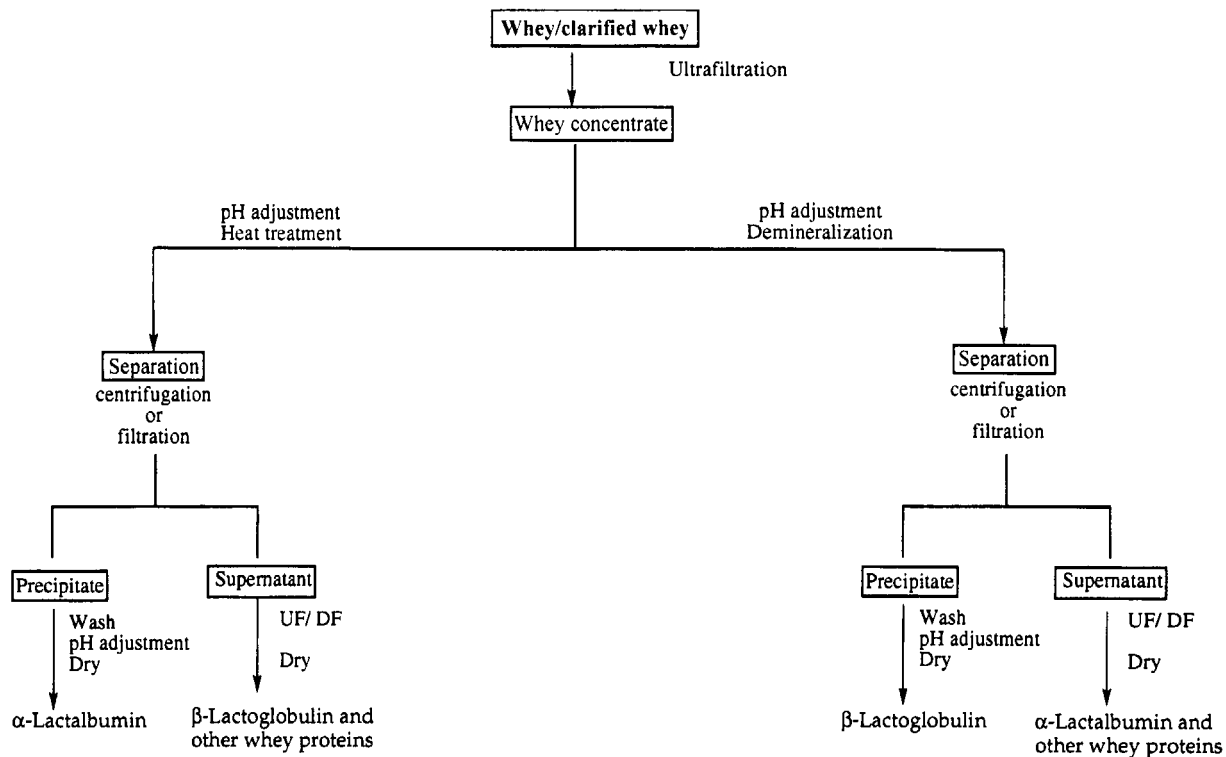 Whey/clarified whey
Ultrafiltration
Whey concentrate
pH adjustment
Heat treatment
pH adjustment
Demineralization
Separation
centrifugation
or
filtration
Separation
centrifugation
or
filtration
Precipitate
Wash
pH adjustment
Dry
α-Lactalbumin
Supernatant
UF/ DF
Dry
β-Lactoglobulin and
other whey proteins
Precipitate
Wash
pH adjustment
Dry
β-Lactoglobulin
Supernatant
UF/ DF
Dry
α-Lactalbumin and
other whey proteins